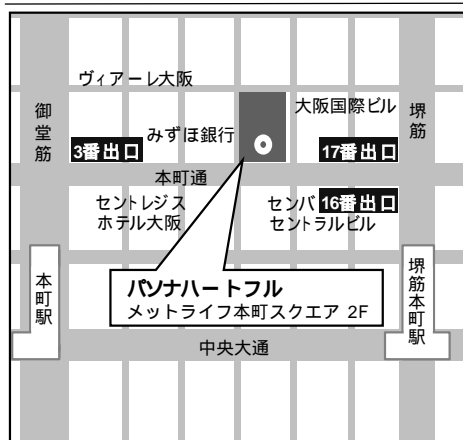 ヴィアーレ大阪
御堂筋
大阪国際ビル
堺筋
みずほ銀行
3番出口
17番出口
本町通
セントレジス
ホテル大阪
センバ
セントラルビル
16番出口
本町駅
堺筋本町駅
パソナハートフル
メットライフ本町スクエア 2F
中央大通